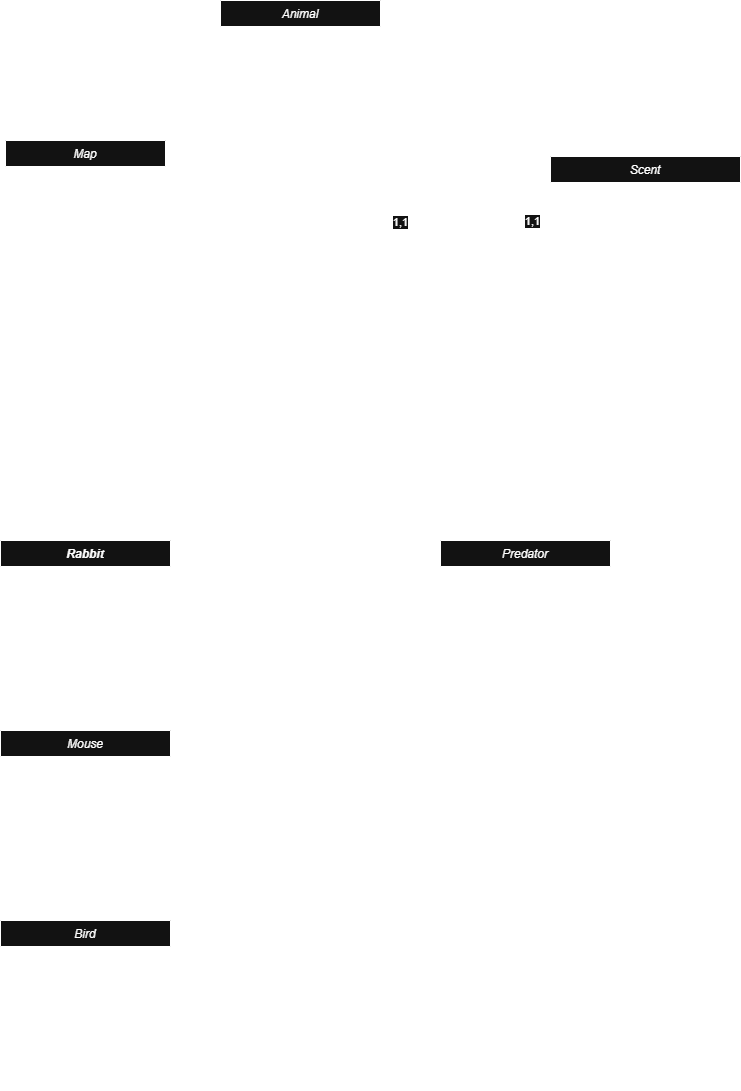 Animal
Map
Scent
1,1
1,1
Rabbit
Predator
Mouse
Bird